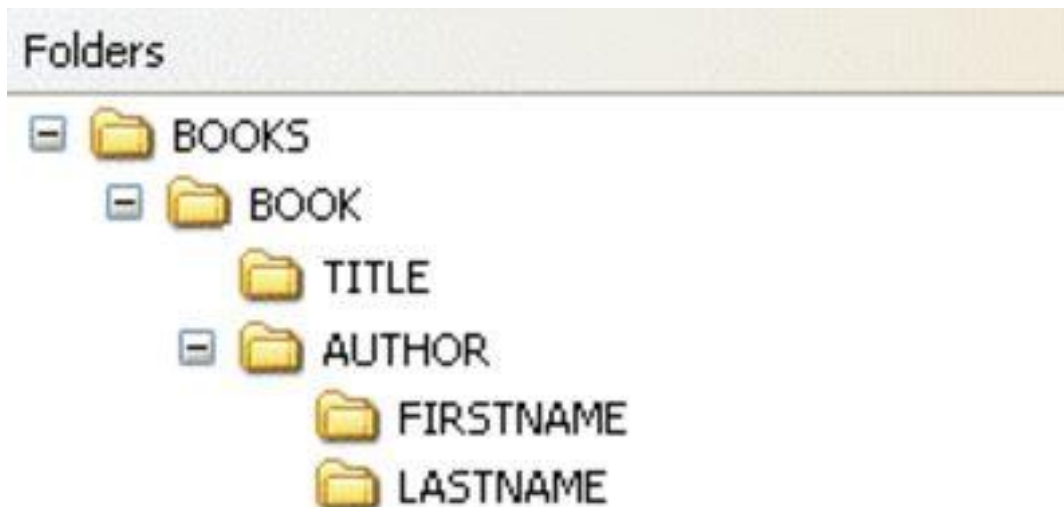 Folders
BOOKS
BOOK
TITLE
AUTHOR
FIRSTNAME
LASTNAME